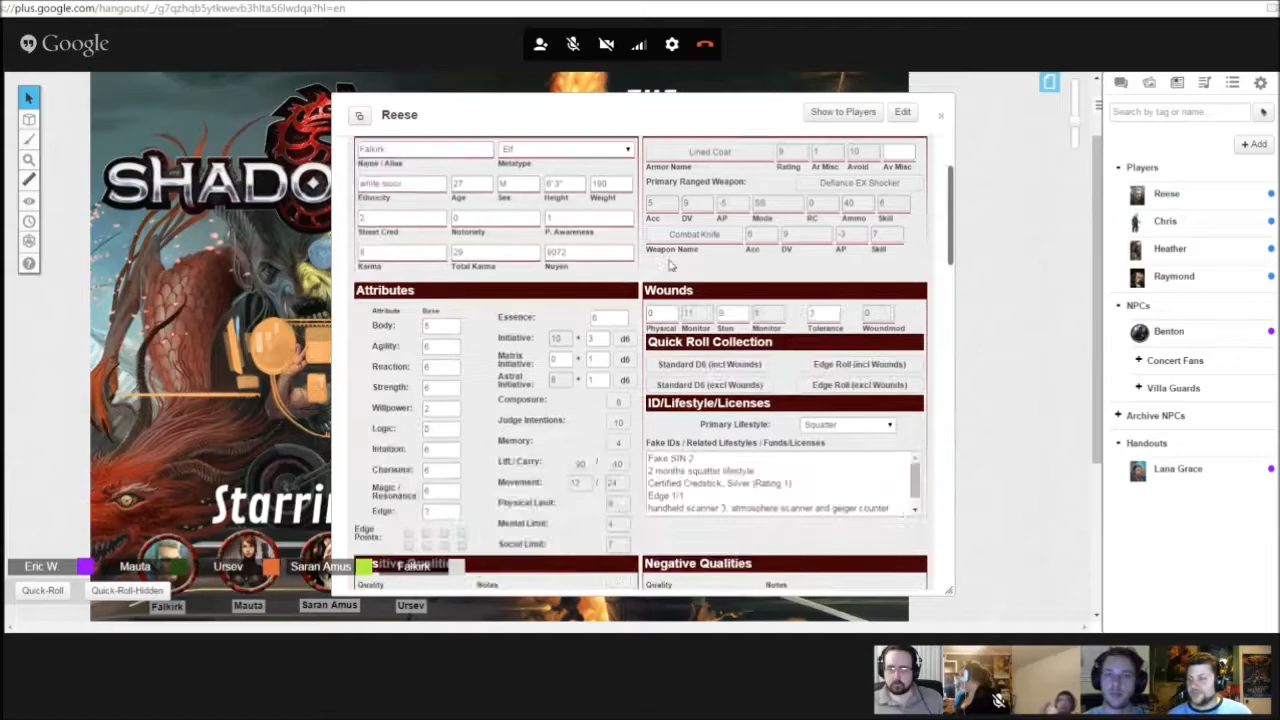 s://plus.google.com/hangouts/_/g7qzhqb5ytkwevb3hlta56lwdqa?hl=en
Google
Reese
Show to Players
Edit
Search by tag or name...
+ Add
SHADO
Starri
Falkirk
Elf
Name / Alias
Metatype
27
M
6' 3"
190
Ethnicity
Age
Sex
Height
Weight
2
0
1
Street Cred
Notoriety
P. Awareness
29
9072
Karma
Total Karma
Nuyen
Lined Coat
9
1
10
Armor Name
Rating
Ar Misc
Avoid
Av Misc
Primary Ranged Weapon:
Defiance EX Shocker
5
9
-5
SS
0
40
6
Acc
DV
AP
Mode
RC
Ammo
Skill
Combat Knife
6
9
-3
7
Weapon Name
Acc
DV
AP
Skill
Attributes
Attribute
Base
Body:
5
Agility:
6
Reaction:
6
Strength:
6
Willpower:
2
Logic:
Intuition:
6
Charisma:
6
Magic /
Resonance
6
Edge:
Edge
Points:
Essence:
6
Initiative:
10
+
3
d6
Matrix
Initiative:
0
+
1
d6
Astral
Initiative:
+
1
d6
Composure:
8
Judge Intentions:
10
Memory:
4
Lift / Carry:
90
/
40
Movement:
12
/
24
Physical Limit:
Mental Limit:
4
Social Limit:
7
Wounds
0
11
9
1
3
0
Physical
Monitor
Stun
Monitor
Tolerance
Woundmod
Quick Roll Collection
Standard D6 (incl Wounds)
Edge Roll (incl Wounds)
Standard D6 (excl Wounds)
Edge Roll (excl Wounds)
ID/Lifestyle/Licenses
Primary Lifestyle:
Squatter
Fake IDs / Related Lifestyles / Funds/Licenses
Fake SIN 2
2 months squatter lifestyle
Certified Credstick, Silver (Rating 1)
Edge 1/1
handheld scanner 3, atmosphere scanner and geiger counter
Negative Qualities
Quality
Notes
Quality
Notes
Eric W.
Mauta
Ursev
Saran Amus
Falkirk
Quick-Roll
Quick-Roll-Hidden
Falkirk
Mauta
Saran Amus
Ursev
Players
Reese
Chris
Heather
Raymond
NPCs
Benton
Concert Fans
Villa Guards
Archive NPCs
Handouts
Lana Grace